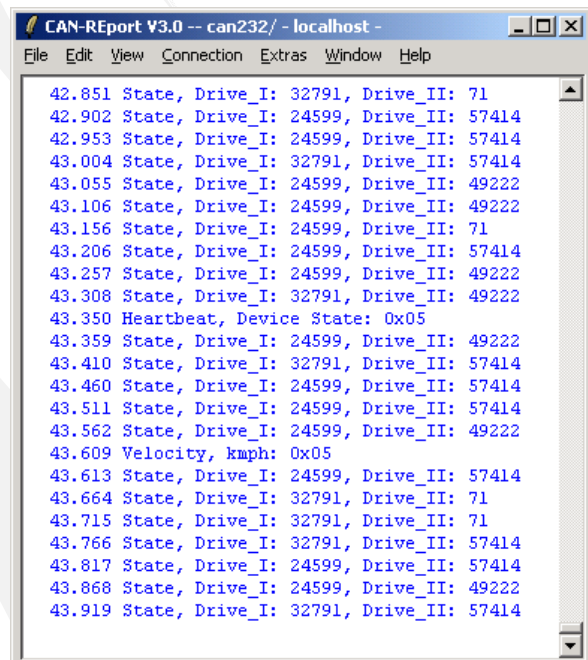 CAN-REport V3.0 -- can232/ - localhost -
File Edit View Connection Extras Window Help
42.851 State, Drive_I: 32791, Drive_II: 71
42.902 State, Drive_I: 24599, Drive_II: 57414
42.953 State, Drive_I: 24599, Drive_II: 57414
43.004 State, Drive_I: 32791, Drive_II: 57414
43.055 State, Drive_I: 24599, Drive_II: 49222
43.106 State, Drive_I: 24599, Drive_II: 49222
43.156 State, Drive_I: 24599, Drive_II: 71
43.206 State, Drive_I: 24599, Drive_II: 57414
43.257 State, Drive_I: 24599, Drive_II: 49222
43.308 State, Drive_I: 32791, Drive_II: 49222
43.350 Heartbeat, Device State: 0x05
43.359 State, Drive_I: 24599, Drive_II: 49222
43.410 State, Drive_I: 32791, Drive_II: 57414
43.460 State, Drive_I: 24599, Drive_II: 57414
43.511 State, Drive_I: 24599, Drive_II: 57414
43.562 State, Drive_I: 24599, Drive_II: 49222
43.609 Velocity, kmph: 0x05
43.613 State, Drive_I: 24599, Drive_II: 57414
43.664 State, Drive_I: 32791, Drive_II: 71
43.715 State, Drive_I: 32791, Drive_II: 71
43.766 State, Drive_I: 32791, Drive_II: 57414
43.817 State, Drive_I: 24599, Drive_II: 57414
43.868 State, Drive_I: 24599, Drive_II: 49222
43.919 State, Drive_I: 32791, Drive_II: 57414